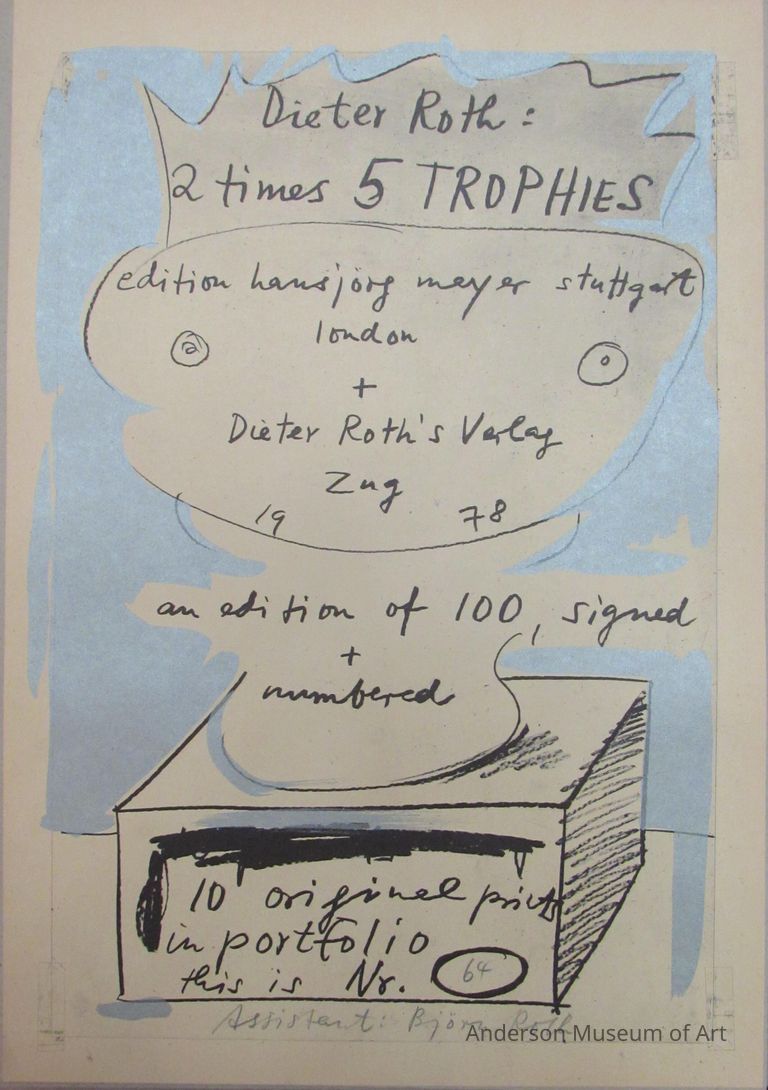 Dieter Roth :
2 times 5 TROPHIES
edition hansjörg mayer stuttgart
london
+
Dieter Roth's Verlag
Zug
19 78
an edition of 100, signed
+
numbered
10 original prints
in portfolio
this is Nr. 64
Assistant: Björn Roth
Anderson Museum of Art